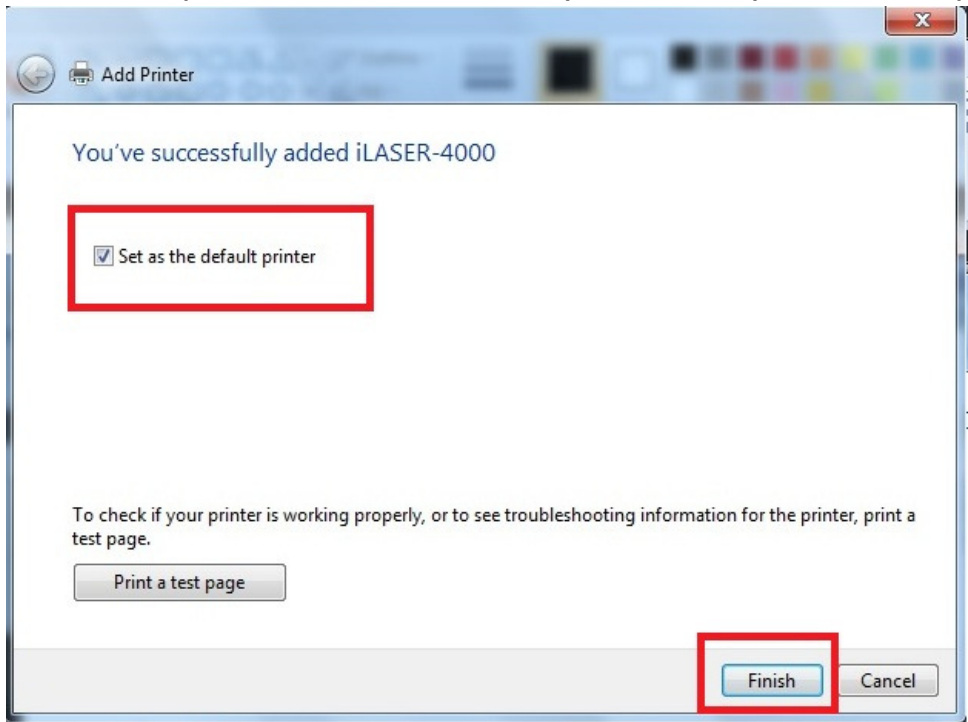 Add Printer
You've successfully added iLASER-4000
Set as the default printer
To check if your printer is working properly, or to see troubleshooting information for the printer, print a
test page.
Print a test page
Finish Cancel